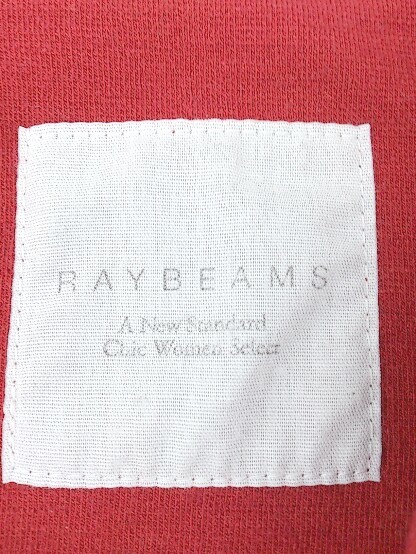 RAYBEAMS
A New Standard
Chic Women Select